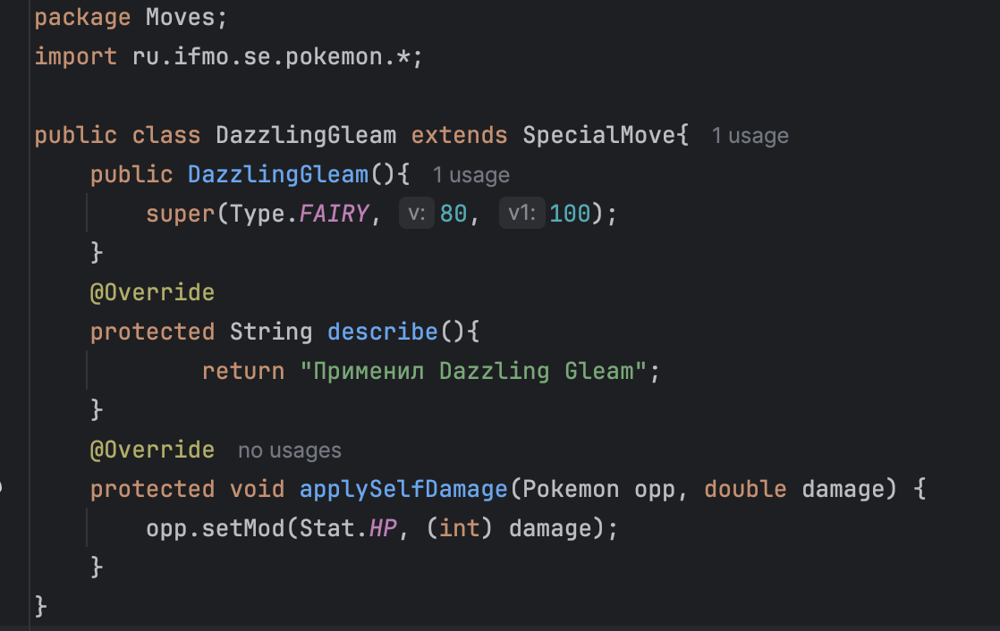 package Moves;
import ru.ifmo.se.pokemon.*;

public class DazzlingGleam extends SpecialMove{  1 usage
    public DazzlingGleam(){  1 usage
        super(Type.FAIRY, v: 80, v1: 100);
    }
    @Override
    protected String describe(){
            return "Применил Dazzling Gleam";
    }
    @Override  no usages
    protected void applySelfDamage(Pokemon opp, double damage) {
        opp.setMod(Stat.HP, (int) damage);
    }
}